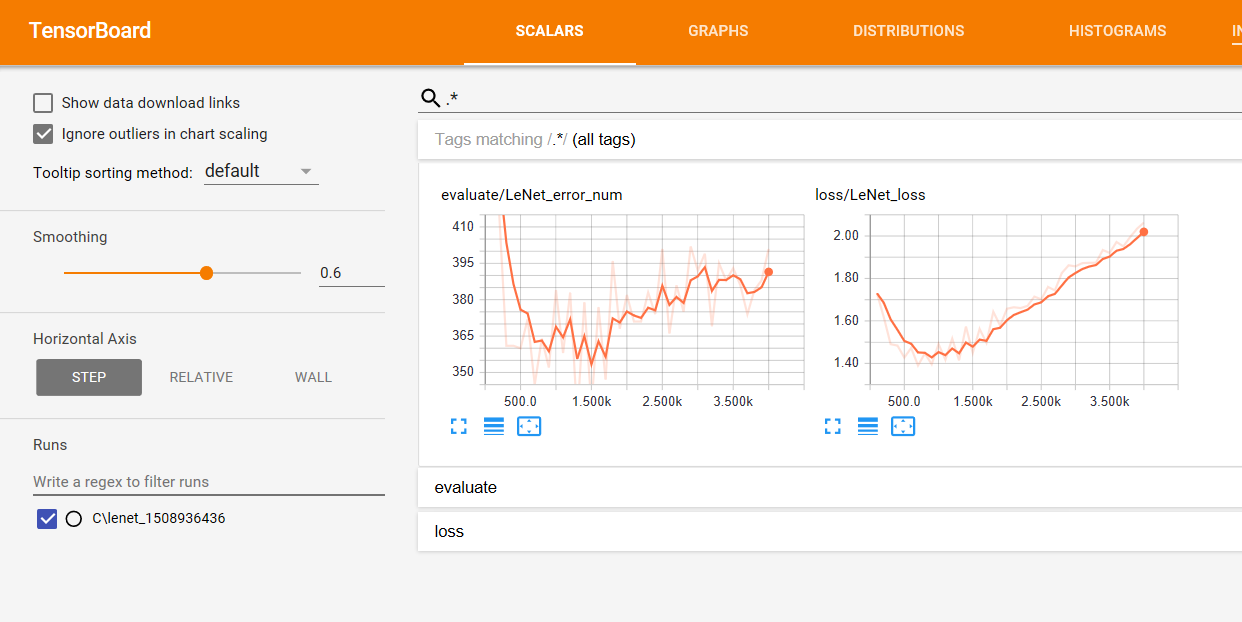 TensorBoard
SCALARS
GRAPHS
DISTRIBUTIONS
HISTOGRAMS
IN
Show data download links
Ignore outliers in chart scaling
Tooltip sorting method: default
Smoothing
0.6
Horizontal Axis
STEP
RELATIVE
WALL
Runs
Write a regex to filter runs
C\lenet_1508936436
.*
Tags matching /.*/ (all tags)
evaluate/LeNet_error_num
410
395
380
365
350
500.0
1.500k
2.500k
3.500k
loss/LeNet_loss
2.00
1.80
1.60
1.40
500.0
1.500k
2.500k
3.500k
evaluate
loss